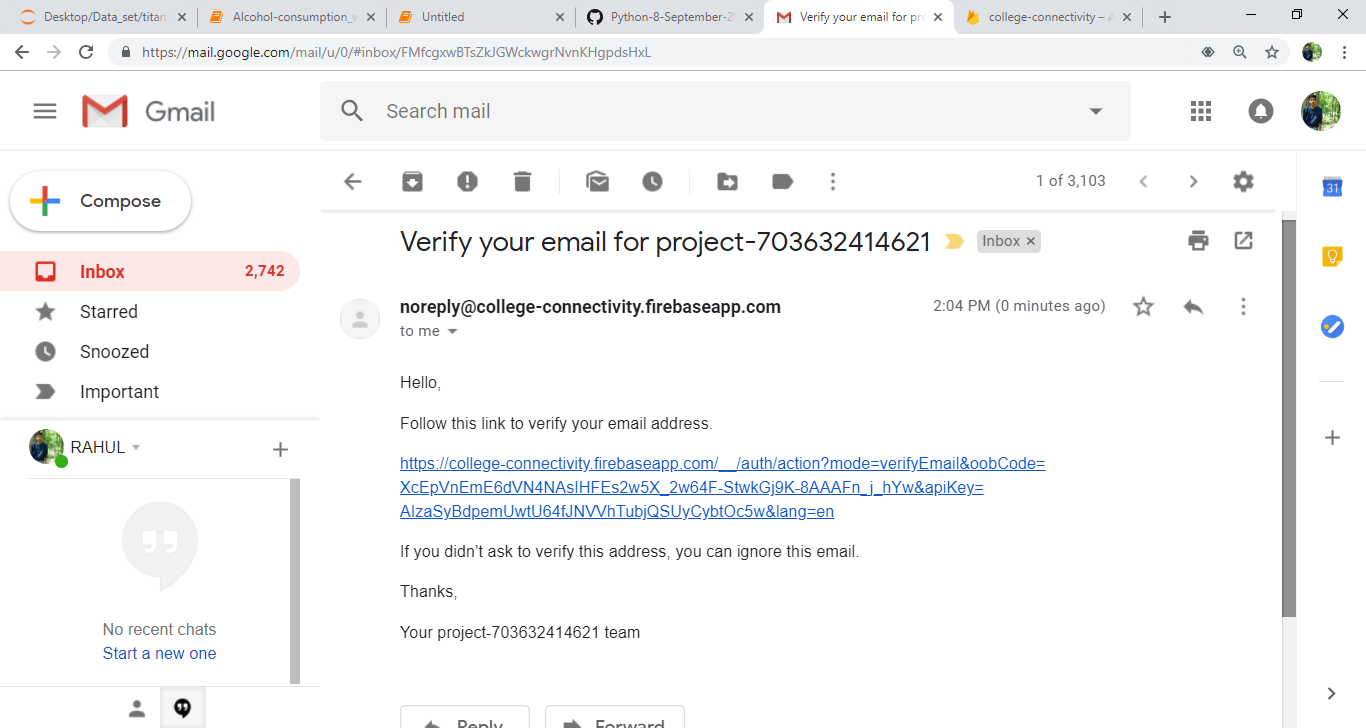 Desktop/Data_set/titan
Alcohol-consumption_v
Untitled
Python-8-September-20
Verify your email for pro
college-connectivity – A
https://mail.google.com/mail/u/0/#inbox/FMfcgxwBTsZkJGWckwgrNvnKHgpdsHxL
Gmail
Search mail
Compose
1 of 3,103
31
Inbox 2,742
Starred
Snoozed
Important
RAHUL
No recent chats
Start a new one
Verify your email for project-703632414621 Inbox
noreply@college-connectivity.firebaseapp.com 2:04 PM (0 minutes ago)
to me
Hello,
Follow this link to verify your email address.
https://college-connectivity.firebaseapp.com/__/auth/action?mode=verifyEmail&oobCode=
XcEpVnEmE6dVN4NAsIHFEs2w5X_2w64F-StwkGj9K-8AAAFn_j_hYw&apiKey=
AIzaSyBdpemUwtU64fJNVVhTubjQSUyCybtOc5w&lang=en
If you didn’t ask to verify this address, you can ignore this email.
Thanks,
Your project-703632414621 team
Reply Forward